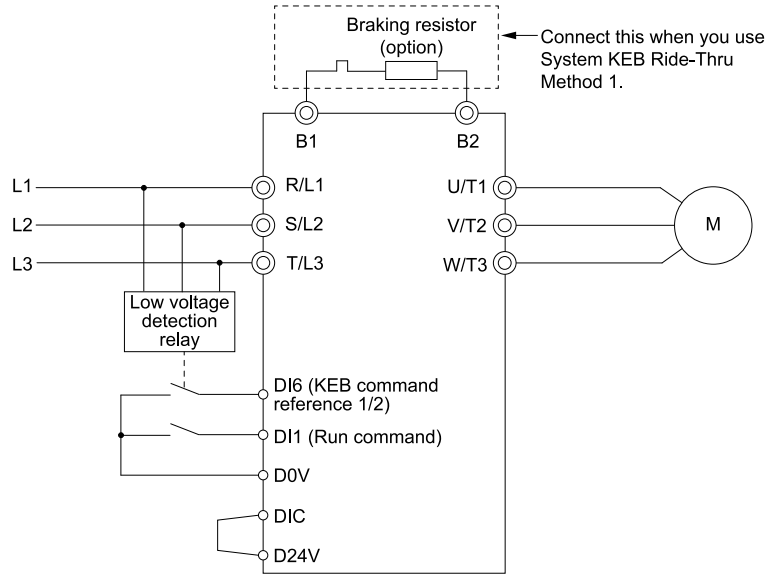 Braking resistor
(option)
Connect this when you use
System KEB Ride-Thru
Method 1.
B1
B2
L1
R/L1
U/T1
L2
S/L2
V/T2
M
L3
T/L3
W/T3
Low voltage
detection
relay
DI6 (KEB command
reference 1/2)
DI1 (Run command)
D0V
DIC
D24V